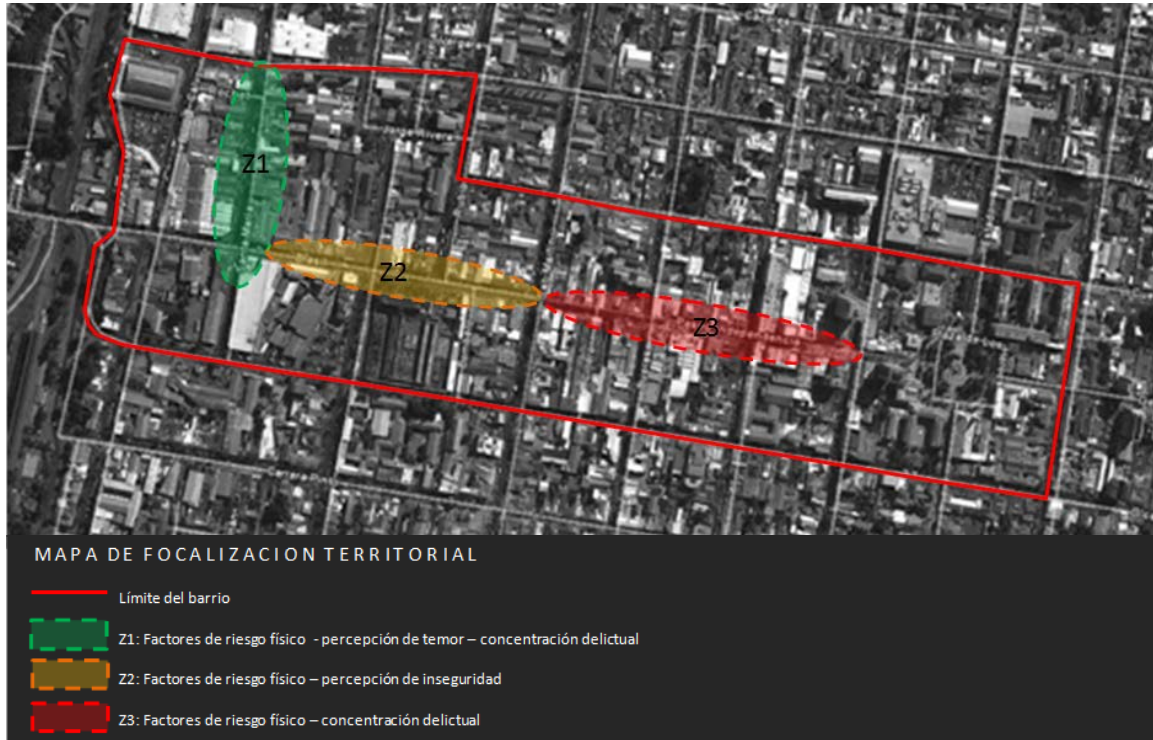 Z1
Z2
Z3
MAPA DE FOCALIZACION TERRITORIAL
Límite del barrio
Z1: Factores de riesgo físico - percepción de temor – concentración delictual
Z2: Factores de riesgo físico – percepción de inseguridad
Z3: Factores de riesgo físico – concentración delictual